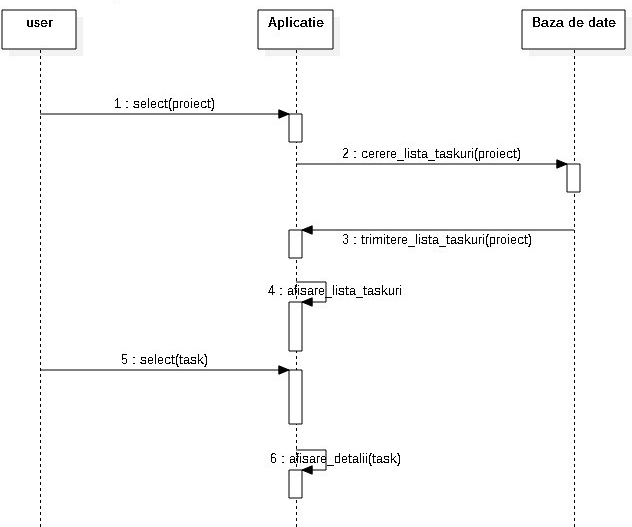 user
Aplicatie
Baza de date
1 : select(proiect)
2 : cerere_lista_taskuri(proiect)
3 : trimitere_lista_taskuri(proiect)
4 : afisare_lista_taskuri
5 : select(task)
6 : afisare_detalii(task)